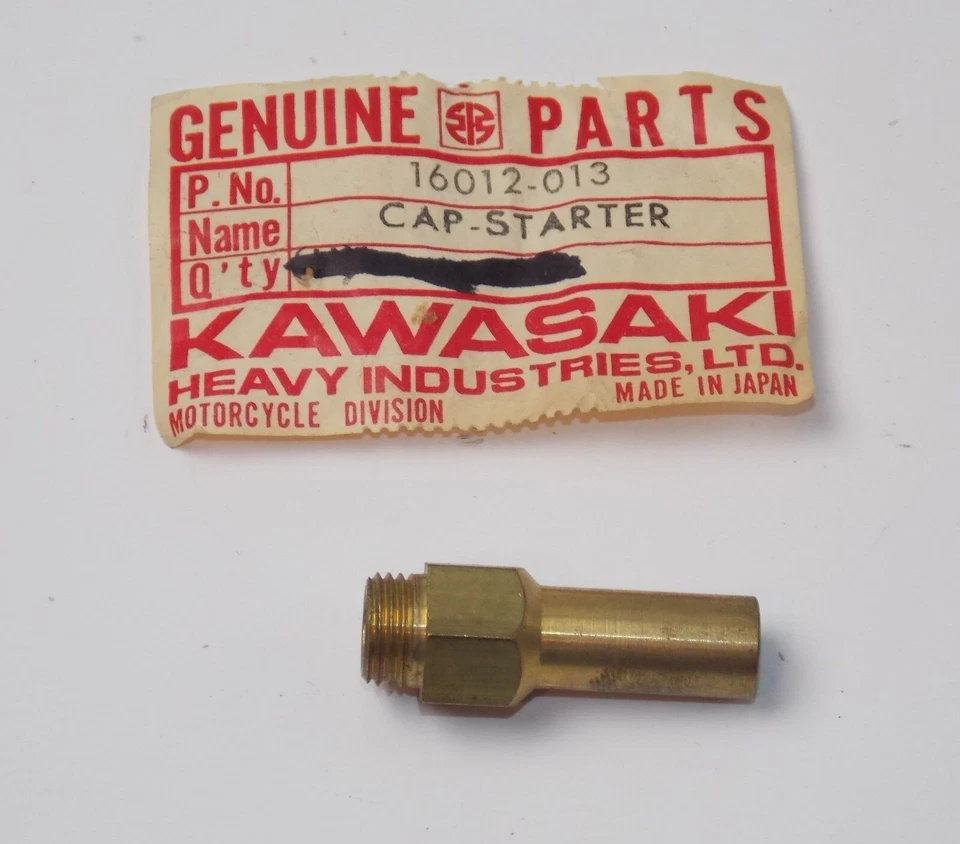 GENUINE PARTS
P. No. 16012-013
Name CAP-STARTER
Q'ty
KAWASAKI
HEAVY INDUSTRIES, LTD.
MOTORCYCLE DIVISION MADE IN JAPAN